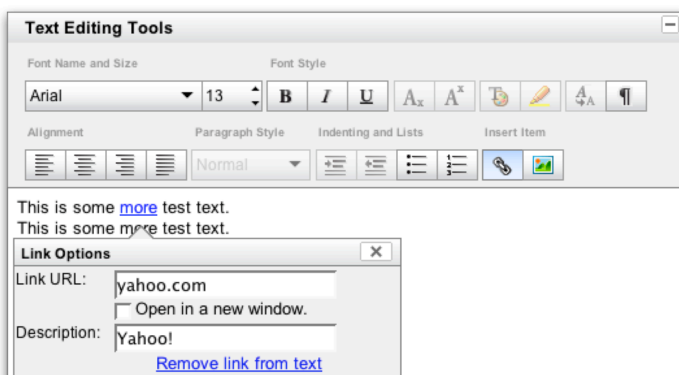 Text Editing Tools
Font Name and Size Font Style
Arial 13 B I U Ax A^x A A ¶
Alignment Paragraph Style Indenting and Lists Insert Item
Normal
This is some more test text.
This is some more test text.
Link Options
Link URL: yahoo.com
Open in a new window.
Description: Yahoo!
Remove link from text